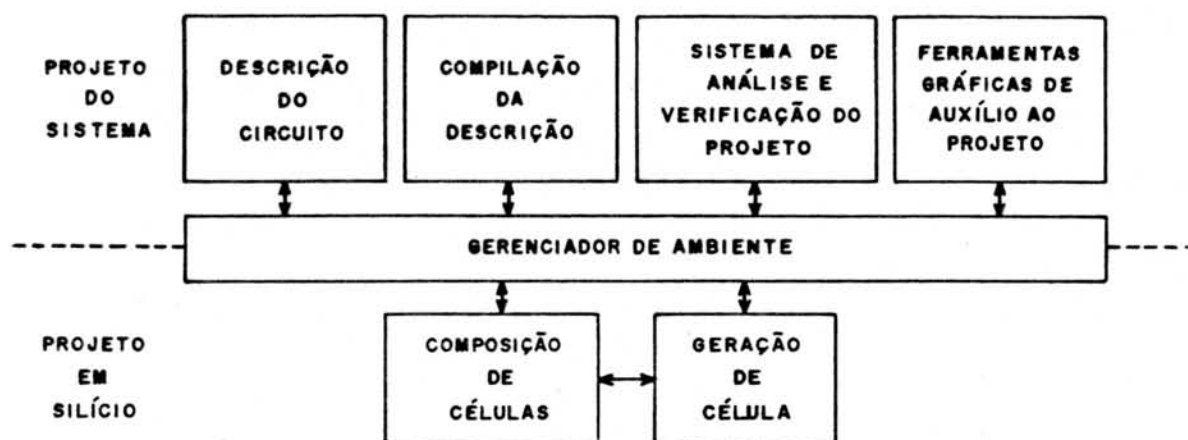 PROJETO
DO
SISTEMA
DESCRIÇÃO
DO
CIRCUITO
COMPILAÇÃO
DA
DESCRIÇÃO
SISTEMA DE
ANÁLISE E
VERIFICAÇÃO DO
PROJETO
FERRAMENTAS
GRÁFICAS DE
AUXÍLIO AO
PROJETO
GERENCIADOR DE AMBIENTE
PROJETO
EM
SILÍCIO
COMPOSIÇÃO
DE
CÉLULAS
GERAÇÃO
DE
CÉLULA